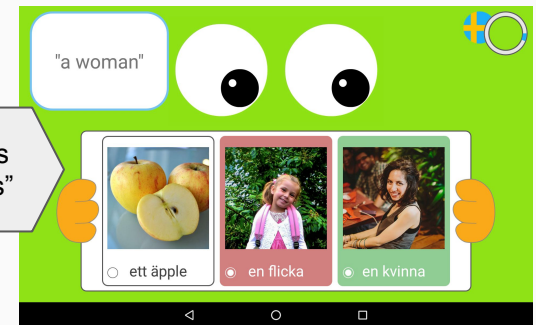 "a woman"
s
s”
ett äpple
en flicka
en kvinna